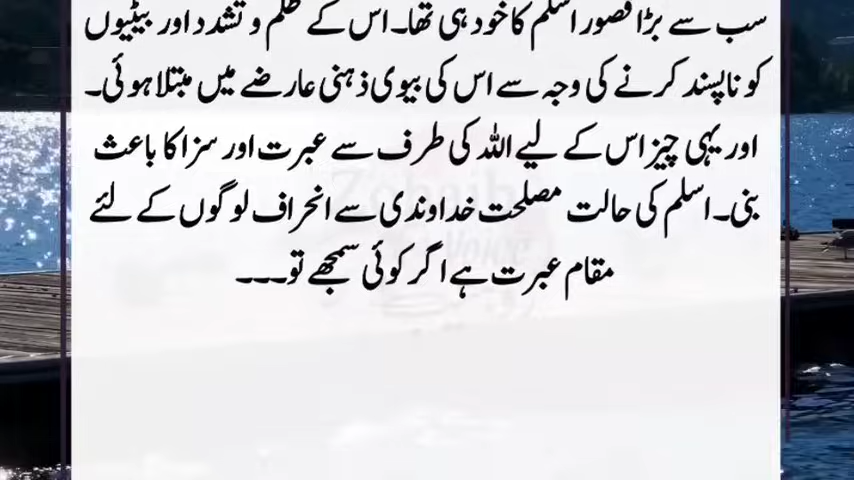 سب سے بڑا قصور اسلم کا خود ہی تھا۔ اس کے ظلم و تشدد اور بیٹیوں
کو ناپسند کرنے کی وجہ سے اس کی بیوی ذہنی عارضے میں مبتلا ہوئی۔
اور یہی چیز اس کے لیے اللہ کی طرف سے عبرت اور سزا کا باعث
بنی۔ اسلم کی حالت مصلحت خداوندی سے انحراف لوگوں کے لئے
مقام عبرت ہے اگر کوئی سمجھے تو۔۔۔
Zohaib
Voice